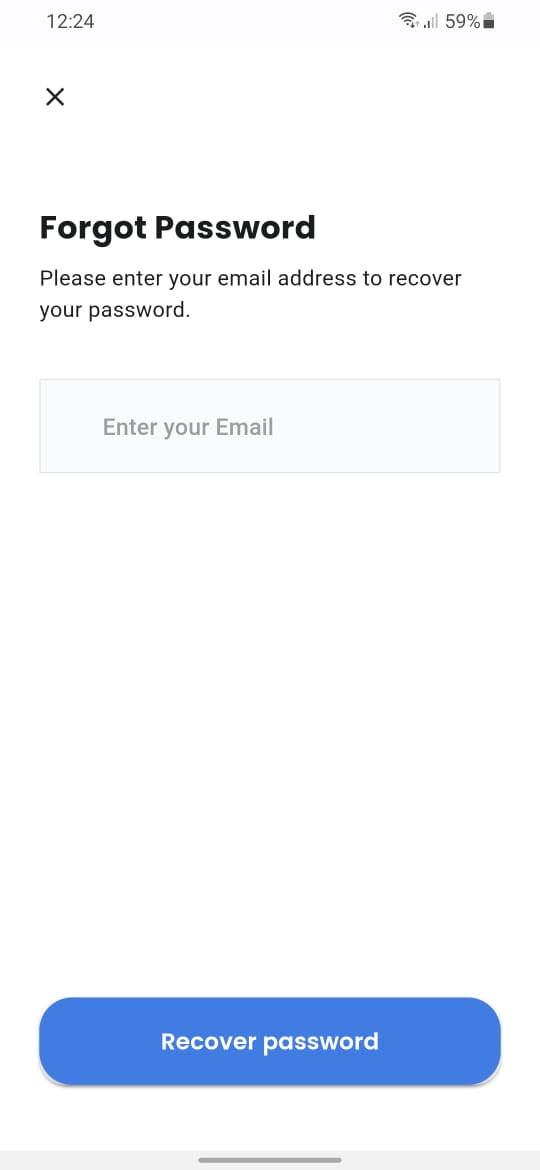 12:24
59%
Forgot Password
Please enter your email address to recover
your password.
Enter your Email
Recover password